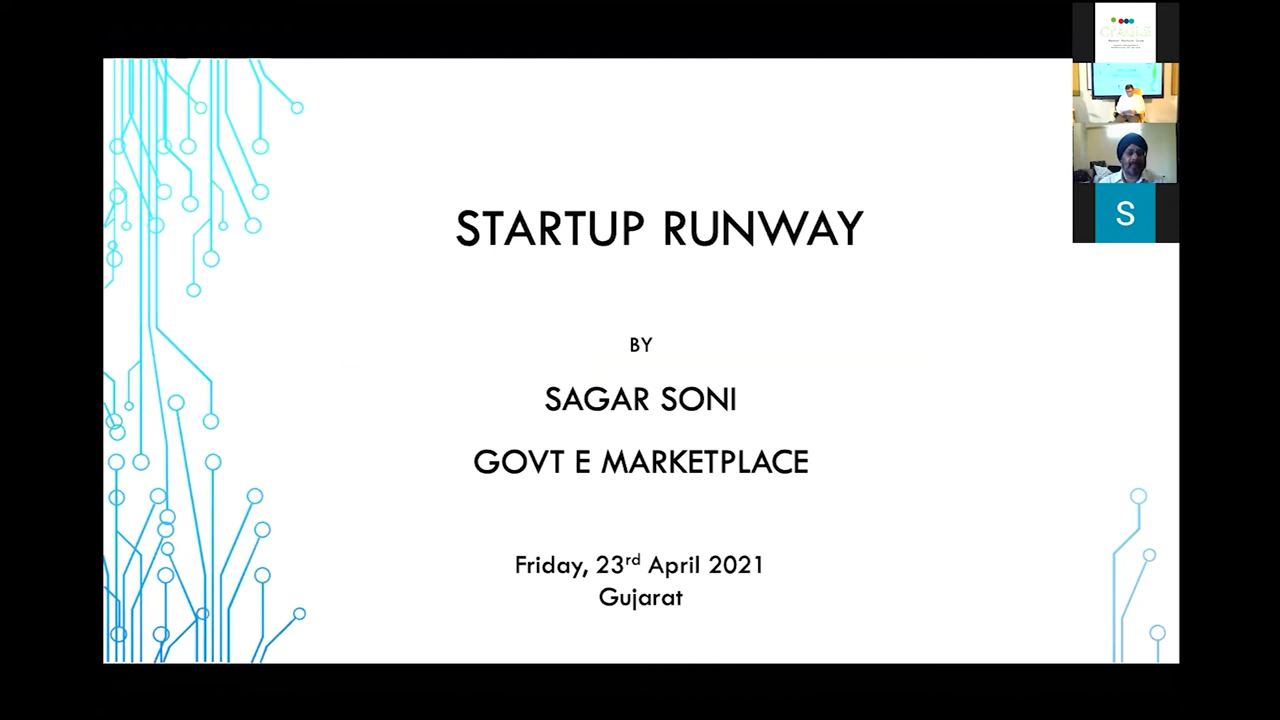 STARTUP RUNWAY
BY
SAGAR SONI
GOVT E MARKETPLACE
Friday, 23rd April 2021
Gujarat
S